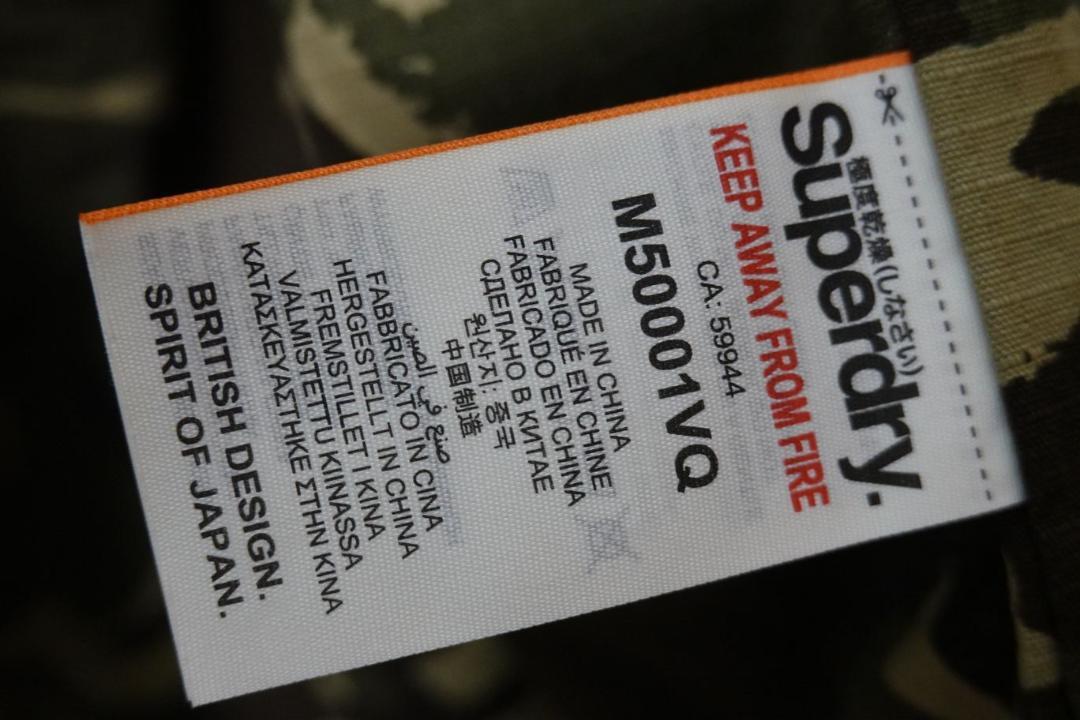 極度乾燥(しなさい)
Superdry.
KEEP AWAY FROM FIRE
CA: 59944
M50001VQ
MADE IN CHINA
FABRIQUÉ EN CHINE
FABRICADO EN CHINA
СДЕПАНО В КИТАЕ
원산지: 중국
中国制造
صنع في الصين
FABBRICATO IN CINA
HERGESTELLT IN CHINA
FREMSTILLET I KINA
VALMISTETTU KINASSA
ΚΑΤΑΣΚΕΥΑΣΤΗΚΕ ΣΤΗΝ ΚΙΝΑ
BRITISH DESIGN.
SPIRIT OF JAPAN.